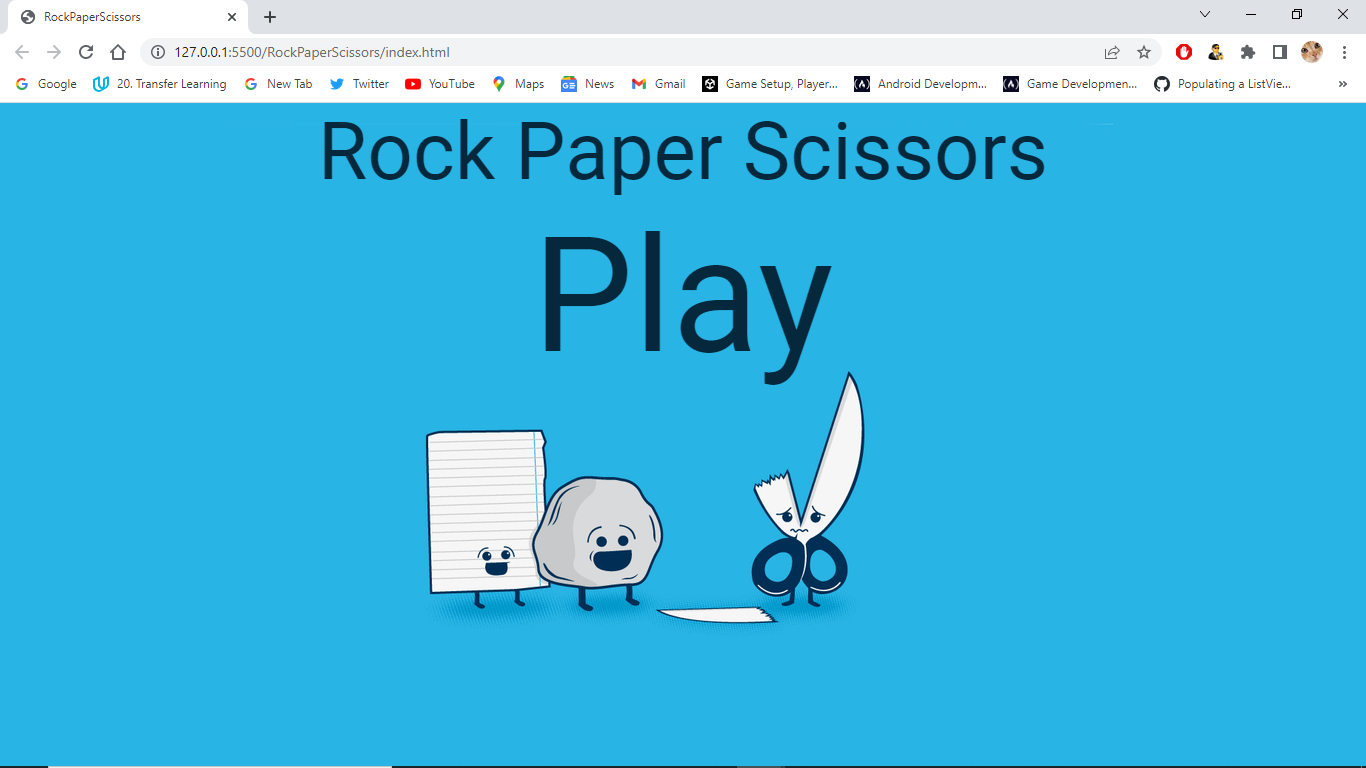 RockPaperScissors
127.0.0.1:5500/RockPaperScissors/index.html
Google 20. Transfer Learning New Tab Twitter YouTube Maps News Gmail Game Setup, Player... Android Developm... Game Developmen... Populating a ListVie... »
Rock Paper Scissors
Play